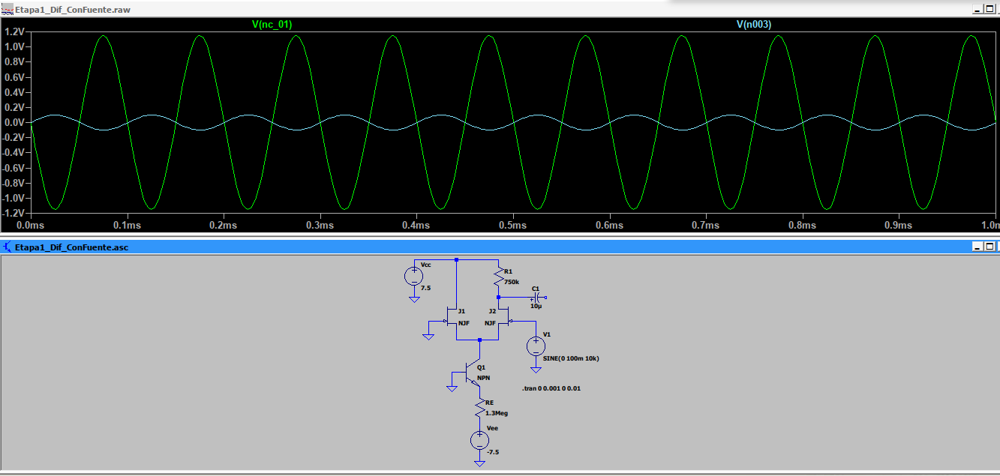 Etapa1_Dif_ConFuente.raw
V(nc_01) V(n003)
1.2V
1.0V
0.8V
0.6V
0.4V
0.2V
0.0V
-0.2V
-0.4V
-0.6V
-0.8V
-1.0V
-1.2V
0.0ms 0.1ms 0.2ms 0.3ms 0.4ms 0.5ms 0.6ms 0.7ms 0.8ms 0.9ms 1.0m
Etapa1_Dif_ConFuente.asc
Vcc
7.5
R1
750k
C1
10µ
J1
NJF
J2
NJF
V1
SINE(0 100m 10k)
Q1
NPN
.tran 0 0.001 0 0.01
RE
1.3Meg
Vee
-7.5